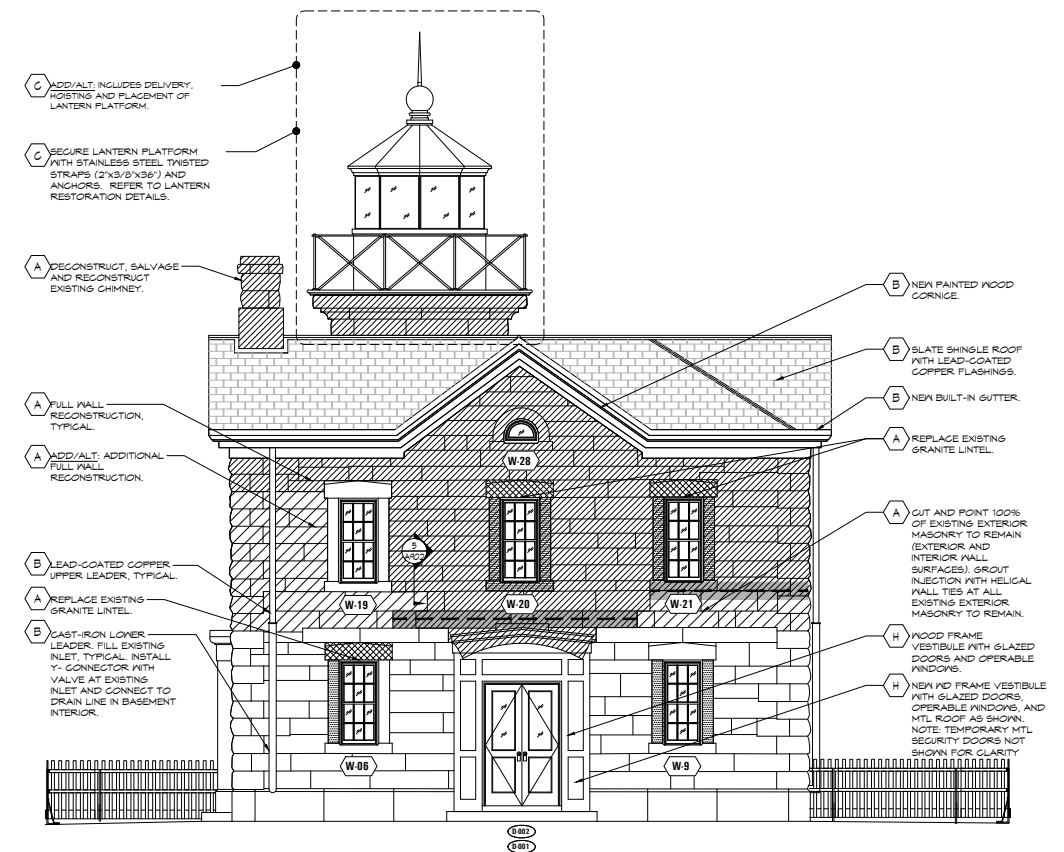 C ADD/ALT: INCLUDES DELIVERY,
HOISTING AND PLACEMENT OF
LANTERN PLATFORM.
C SECURE LANTERN PLATFORM
WITH STAINLESS STEEL TWISTED
STRAPS (2"x3/8"x36") AND
ANCHORS. REFER TO LANTERN
RESTORATION DETAILS.
A DECONSTRUCT, SALVAGE
AND RECONSTRUCT
EXISTING CHIMNEY.
A FULL WALL
RECONSTRUCTION,
TYPICAL.
A ADD/ALT: ADDITIONAL
FULL WALL
RECONSTRUCTION.
B LEAD-COATED COPPER
UPPER LEADER, TYPICAL.
A REPLACE EXISTING
GRANITE LINTEL.
B CAST-IRON LOWER
LEADER. FILL EXISTING
INLET, TYPICAL. INSTALL
Y- CONNECTOR WITH
VALVE AT EXISTING
INLET AND CONNECT TO
DRAIN LINE IN BASEMENT
INTERIOR.
W-28
2
A-002
W-19
W-20
W-21
W-06
W-9
D-002
D-001
B NEW PAINTED WOOD
CORNICE.
B SLATE SHINGLE ROOF
WITH LEAD-COATED
COPPER FLASHINGS.
B NEW BUILT-IN GUTTER.
A REPLACE EXISTING
GRANITE LINTEL.
A CUT AND POINT 100%
OF EXISTING EXTERIOR
MASONRY TO REMAIN
(EXTERIOR AND
INTERIOR WALL
SURFACES). GROUT
INJECTION WITH HELICAL
WALL TIES AT ALL
EXISTING EXTERIOR
MASONRY TO REMAIN.
H WOOD FRAME
VESTIBULE WITH GLAZED
DOORS AND OPERABLE
WINDOWS.
H NEW WD FRAME VESTIBULE
WITH GLAZED DOORS,
OPERABLE WINDOWS, AND
MTL ROOF AS SHOWN.
NOTE: TEMPORARY MTL
SECURITY DOORS NOT
SHOWN FOR CLARITY